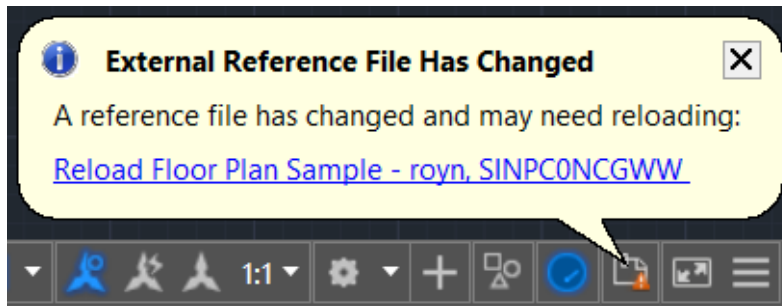 External Reference File Has Changed
A reference file has changed and may need reloading:
Reload Floor Plan Sample - royn, SINPC0NCGWW
1:1